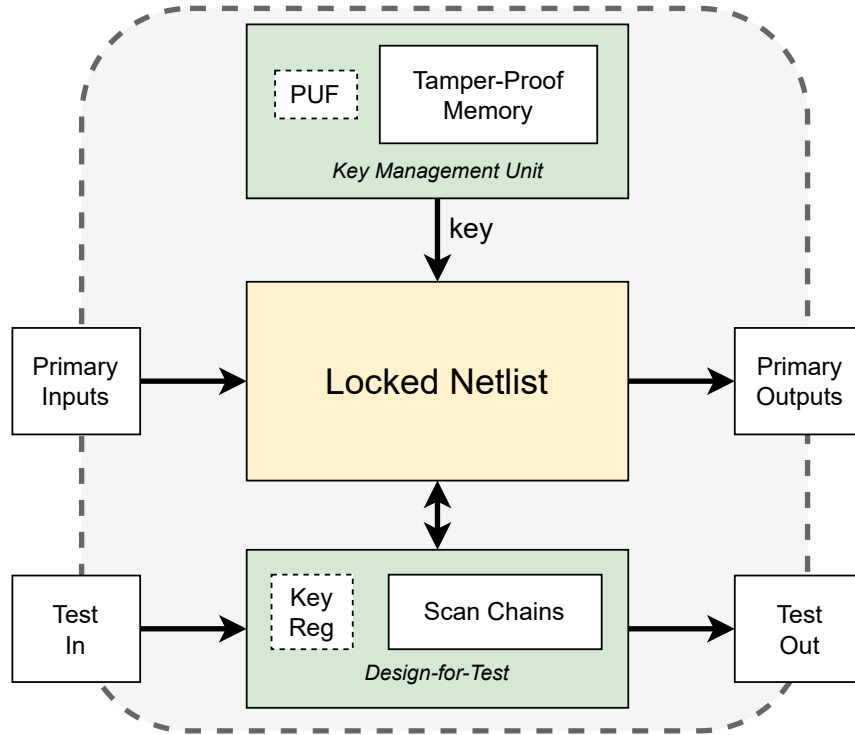 PUF
Tamper-Proof
Memory
Key Management Unit
key
Primary
Inputs
Locked Netlist
Primary
Outputs
Test
In
Key
Reg
Scan Chains
Design-for-Test
Test
Out